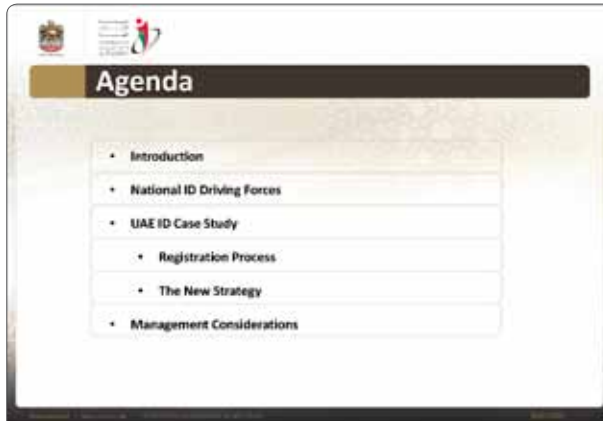 Agenda
• Introduction
• National ID Driving Forces
• UAE ID Case Study
• Registration Process
• The New Strategy
• Management Considerations